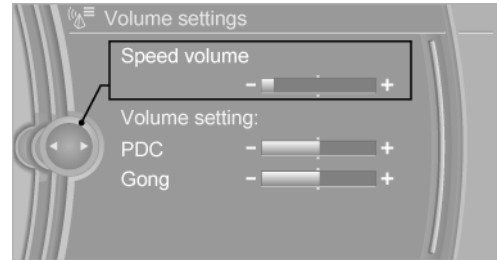 Volume settings
Speed volume
- +
Volume setting:
PDC - +
Gong - +